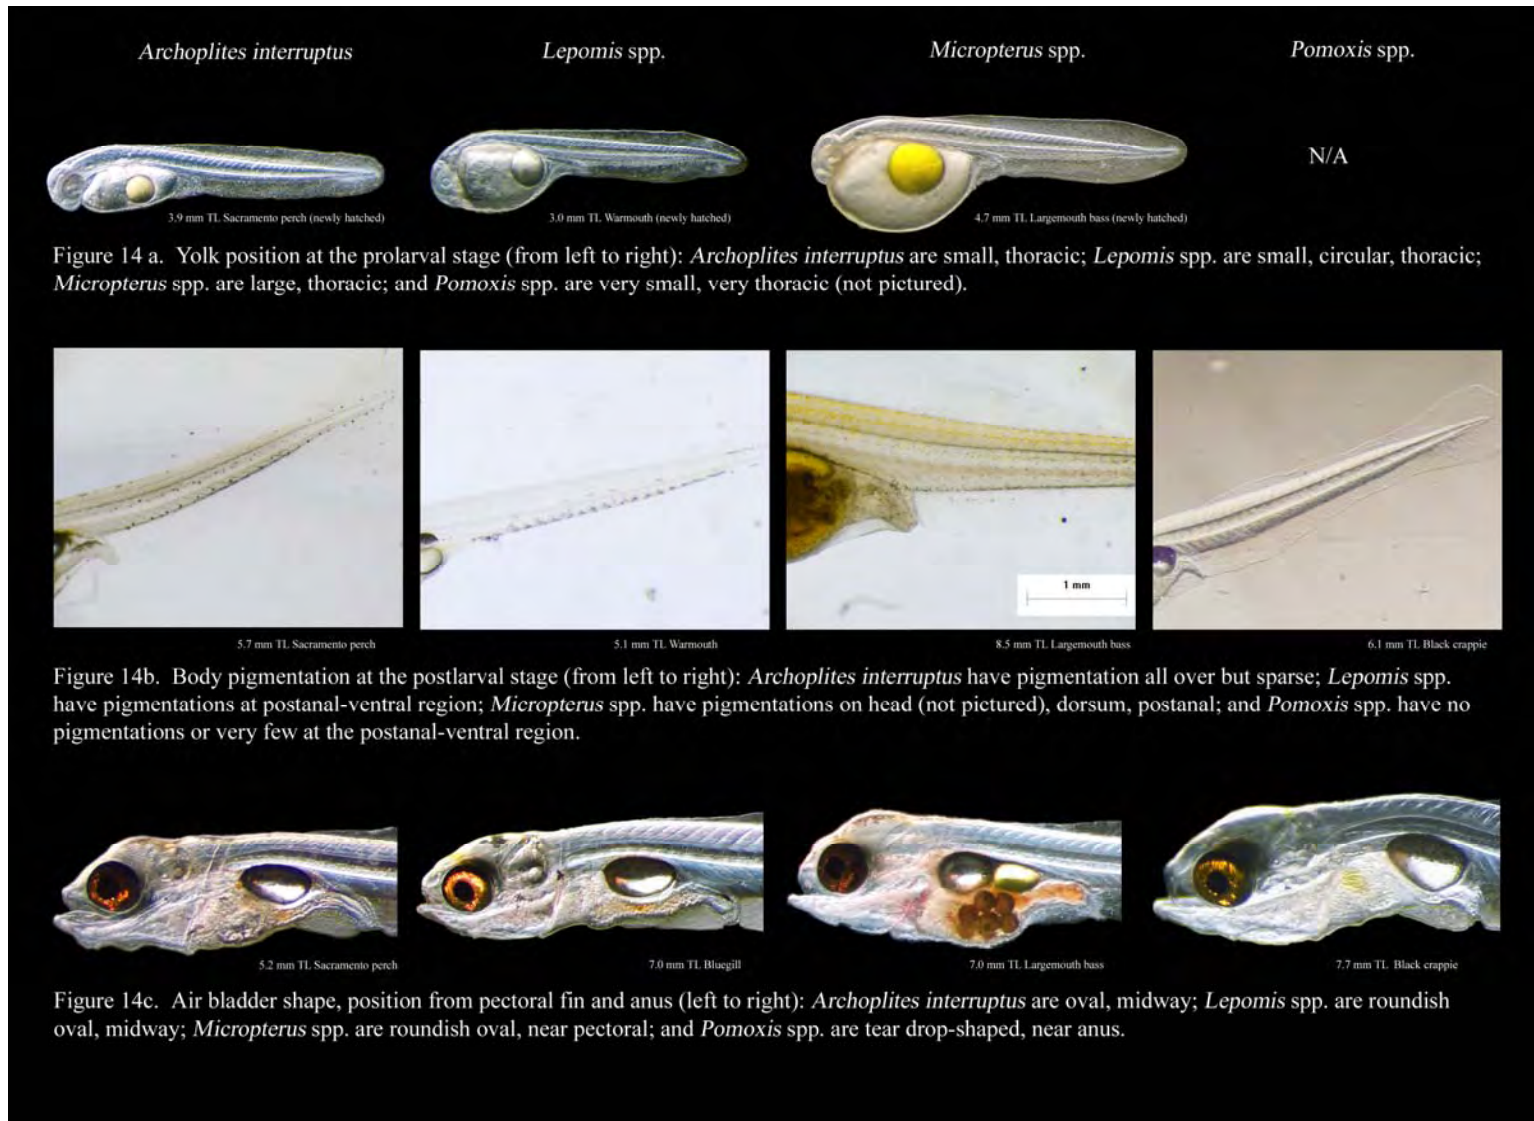 Archoplites interruptus
Lepomis spp.
Micropterus spp.
Pomoxis spp.
N/A
3.9 mm TL Sacramento perch (newly hatched)
3.0 mm TL Warmouth (newly hatched)
4.7 mm TL Largemouth bass (newly hatched)
Figure 14 a. Yolk position at the prolarval stage (from left to right): Archoplites interruptus are small, thoracic; Lepomis spp. are small, circular, thoracic;
Micropterus spp. are large, thoracic; and Pomoxis spp. are very small, very thoracic (not pictured).
1 mm
5.7 mm TL Sacramento perch
5.1 mm TL Warmouth
8.5 mm TL Largemouth bass
6.1 mm TL Black crappie
Figure 14b. Body pigmentation at the postlarval stage (from left to right): Archoplites interruptus have pigmentation all over but sparse; Lepomis spp.
have pigmentations at postanal-ventral region; Micropterus spp. have pigmentations on head (not pictured), dorsum, postanal; and Pomoxis spp. have no
pigmentations or very few at the postanal-ventral region.
5.2 mm TL Sacramento perch
7.0 mm TL Bluegill
7.0 mm TL Largemouth bass
7.7 mm TL Black crappie
Figure 14c. Air bladder shape, position from pectoral fin and anus (left to right): Archoplites interruptus are oval, midway; Lepomis spp. are roundish
oval, midway; Micropterus spp. are roundish oval, near pectoral; and Pomoxis spp. are tear drop-shaped, near anus.